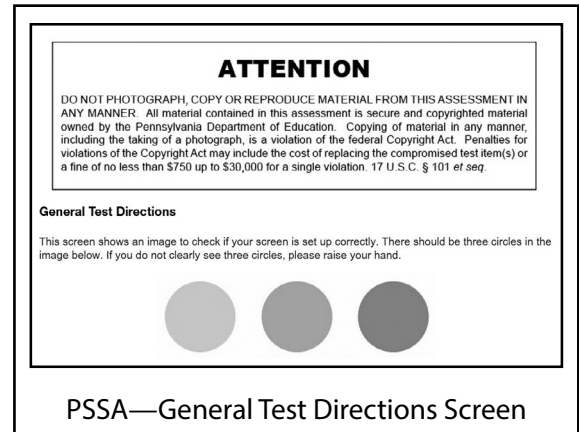 ATTENTION
DO NOT PHOTOGRAPH, COPY OR REPRODUCE MATERIAL FROM THIS ASSESSMENT IN
ANY MANNER. All material contained in this assessment is secure and copyrighted material
owned by the Pennsylvania Department of Education. Copying of material in any manner,
including the taking of a photograph, is a violation of the federal Copyright Act. Penalties for
violations of the Copyright Act may include the cost of replacing the compromised test item(s) or
a fine of no less than $750 up to $30,000 for a single violation. 17 U.S.C. § 101 et seq.
General Test Directions
This screen shows an image to check if your screen is set up correctly. There should be three circles in the
image below. If you do not clearly see three circles, please raise your hand.
PSSA—General Test Directions Screen